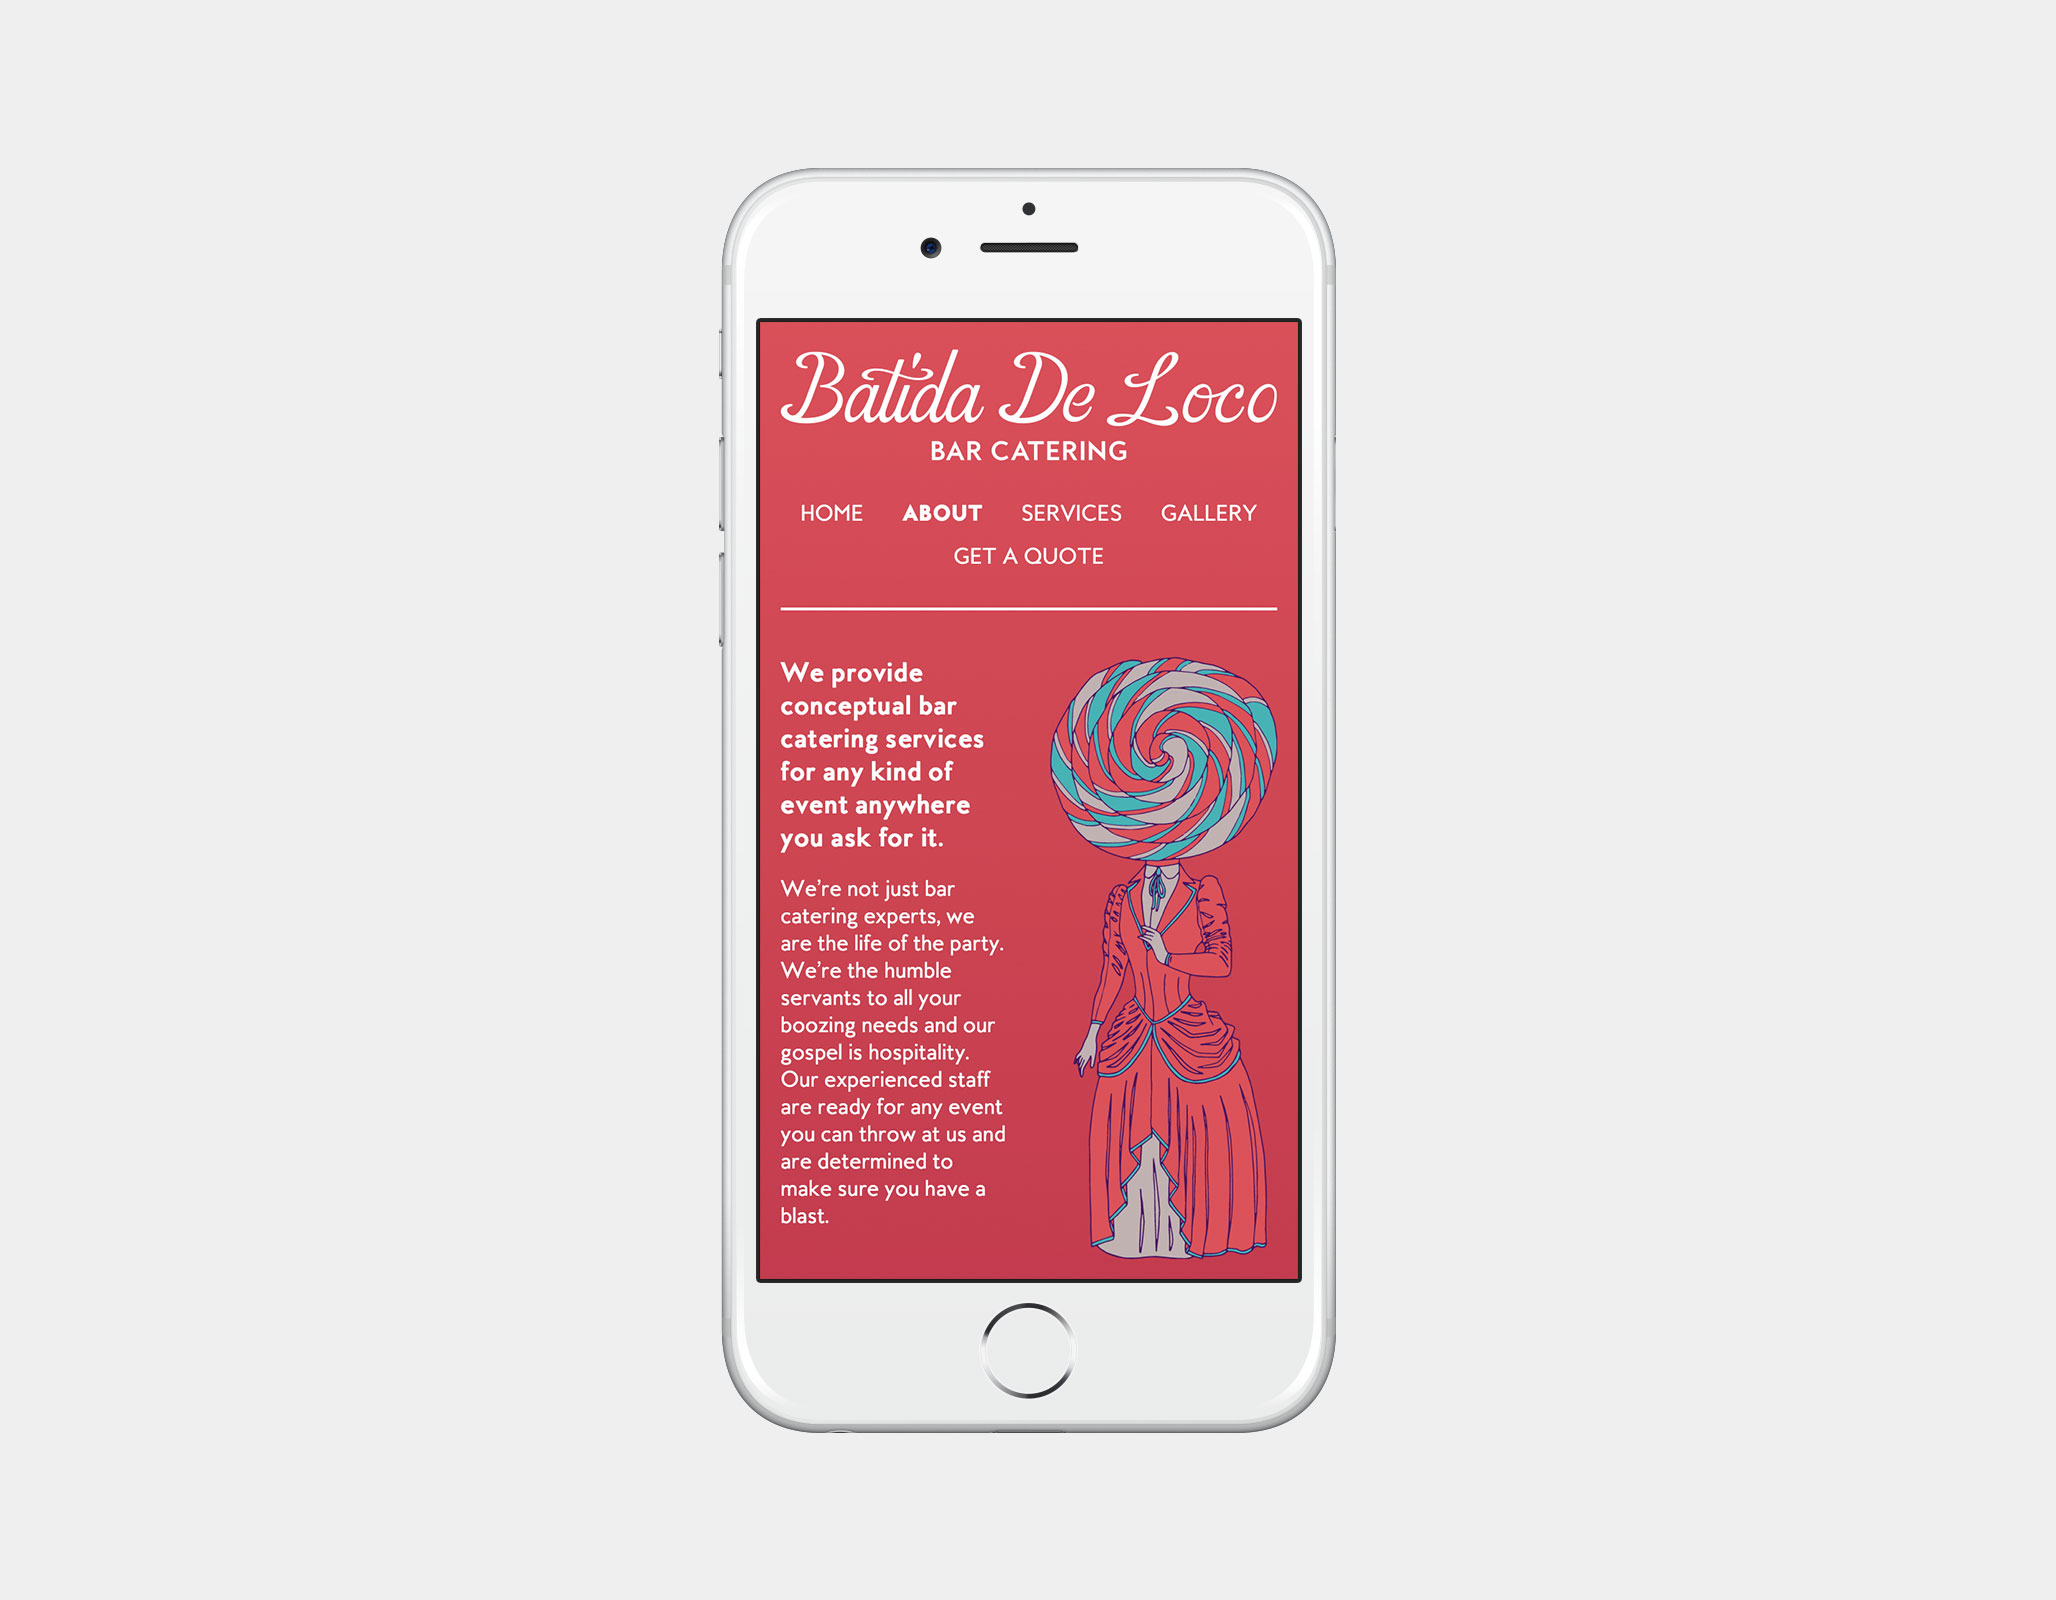 Batida De Loco
BAR CATERING
HOME ABOUT SERVICES GALLERY
GET A QUOTE
We provide
conceptual bar
catering services
for any kind of
event anywhere
you ask for it.
We're not just bar
catering experts, we
are the life of the party.
We're the humble
servants to all your
boozing needs and our
gospel is hospitality.
Our experienced staff
are ready for any event
you can throw at us and
are determined to
make sure you have a
blast.